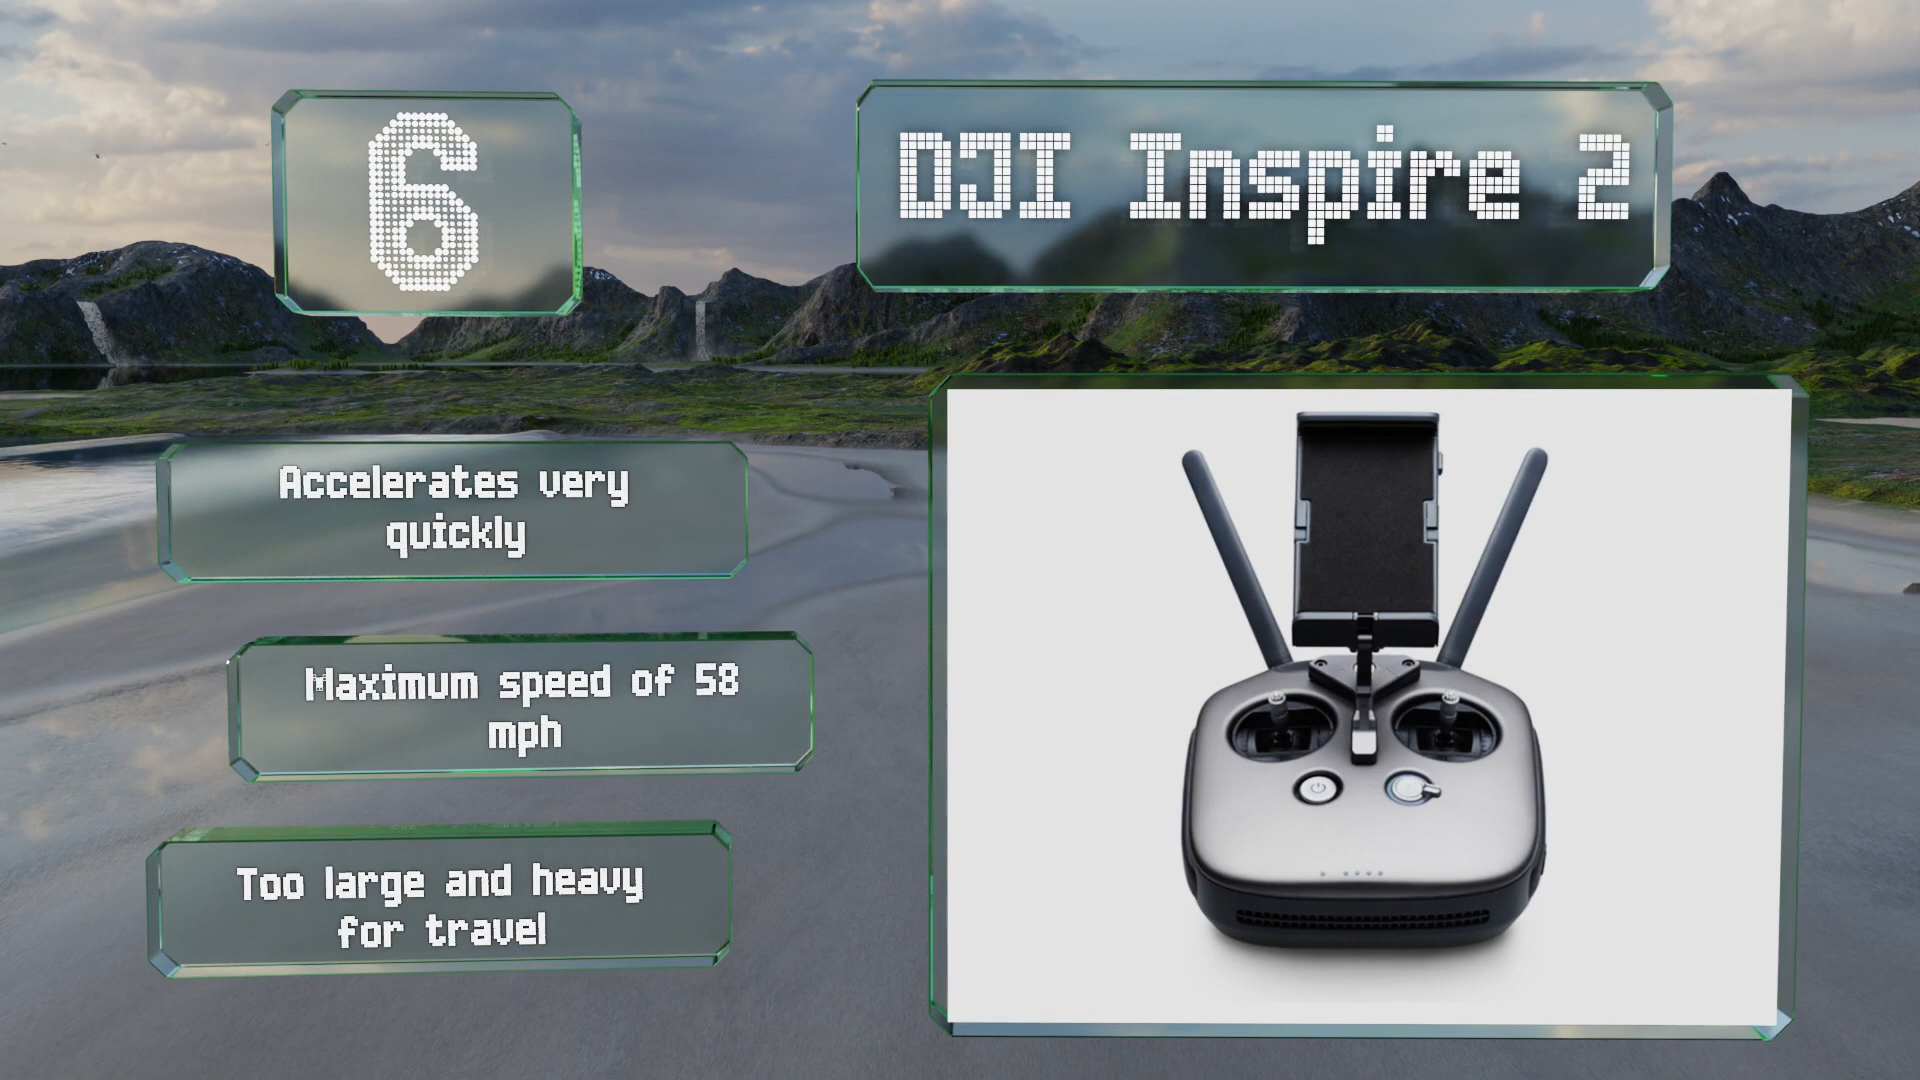 6
DJI Inspire 2
Accelerates very
quickly
Maximum speed of 58
mph
Too large and heavy
for travel